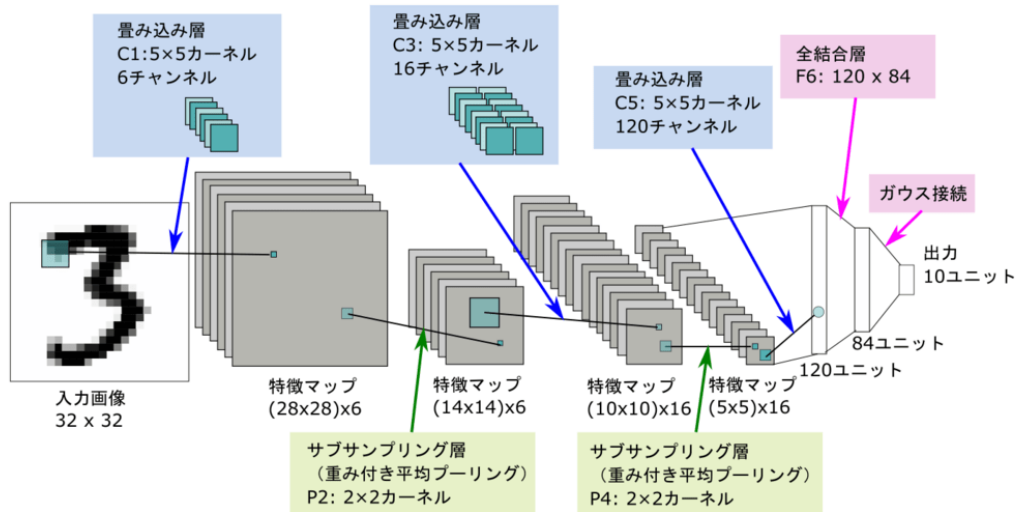 畳み込み層
C1:5×5カーネル
6チャンネル
畳み込み層
C3: 5×5カーネル
16チャンネル
畳み込み層
C5: 5×5カーネル
120チャンネル
全結合層
F6: 120 x 84
ガウス接続
出力
10ユニット
84ユニット
120ユニット
入力画像
32 x 32
特徴マップ
(28x28)x6
特徴マップ
(14x14)x6
特徴マップ
(10x10)x16
特徴マップ
(5x5)x16
サブサンプリング層
（重み付き平均プーリング）
P2: 2×2カーネル
サブサンプリング層
（重み付き平均プーリング）
P4: 2×2カーネル